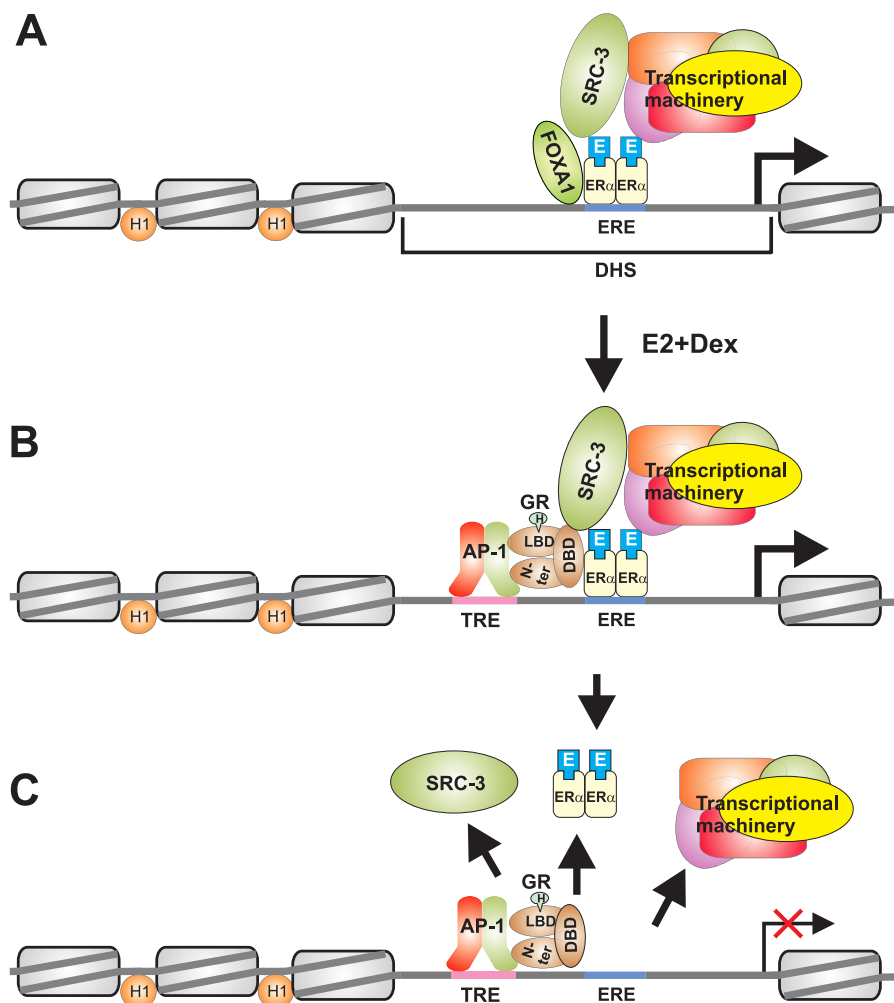 A
SRC-3
Transcriptional
machinery
FOXA1
E
E
ERα
ERα
H1
H1
ERE
DHS
E2+Dex
B
SRC-3
Transcriptional
machinery
GR
H
AP-1
LBD
DBD
N-
ter
E
E
ERα
ERα
H1
H1
TRE
ERE
C
SRC-3
E
E
ERα
ERα
Transcriptional
machinery
GR
H
AP-1
LBD
DBD
N-
ter
H1
H1
TRE
ERE